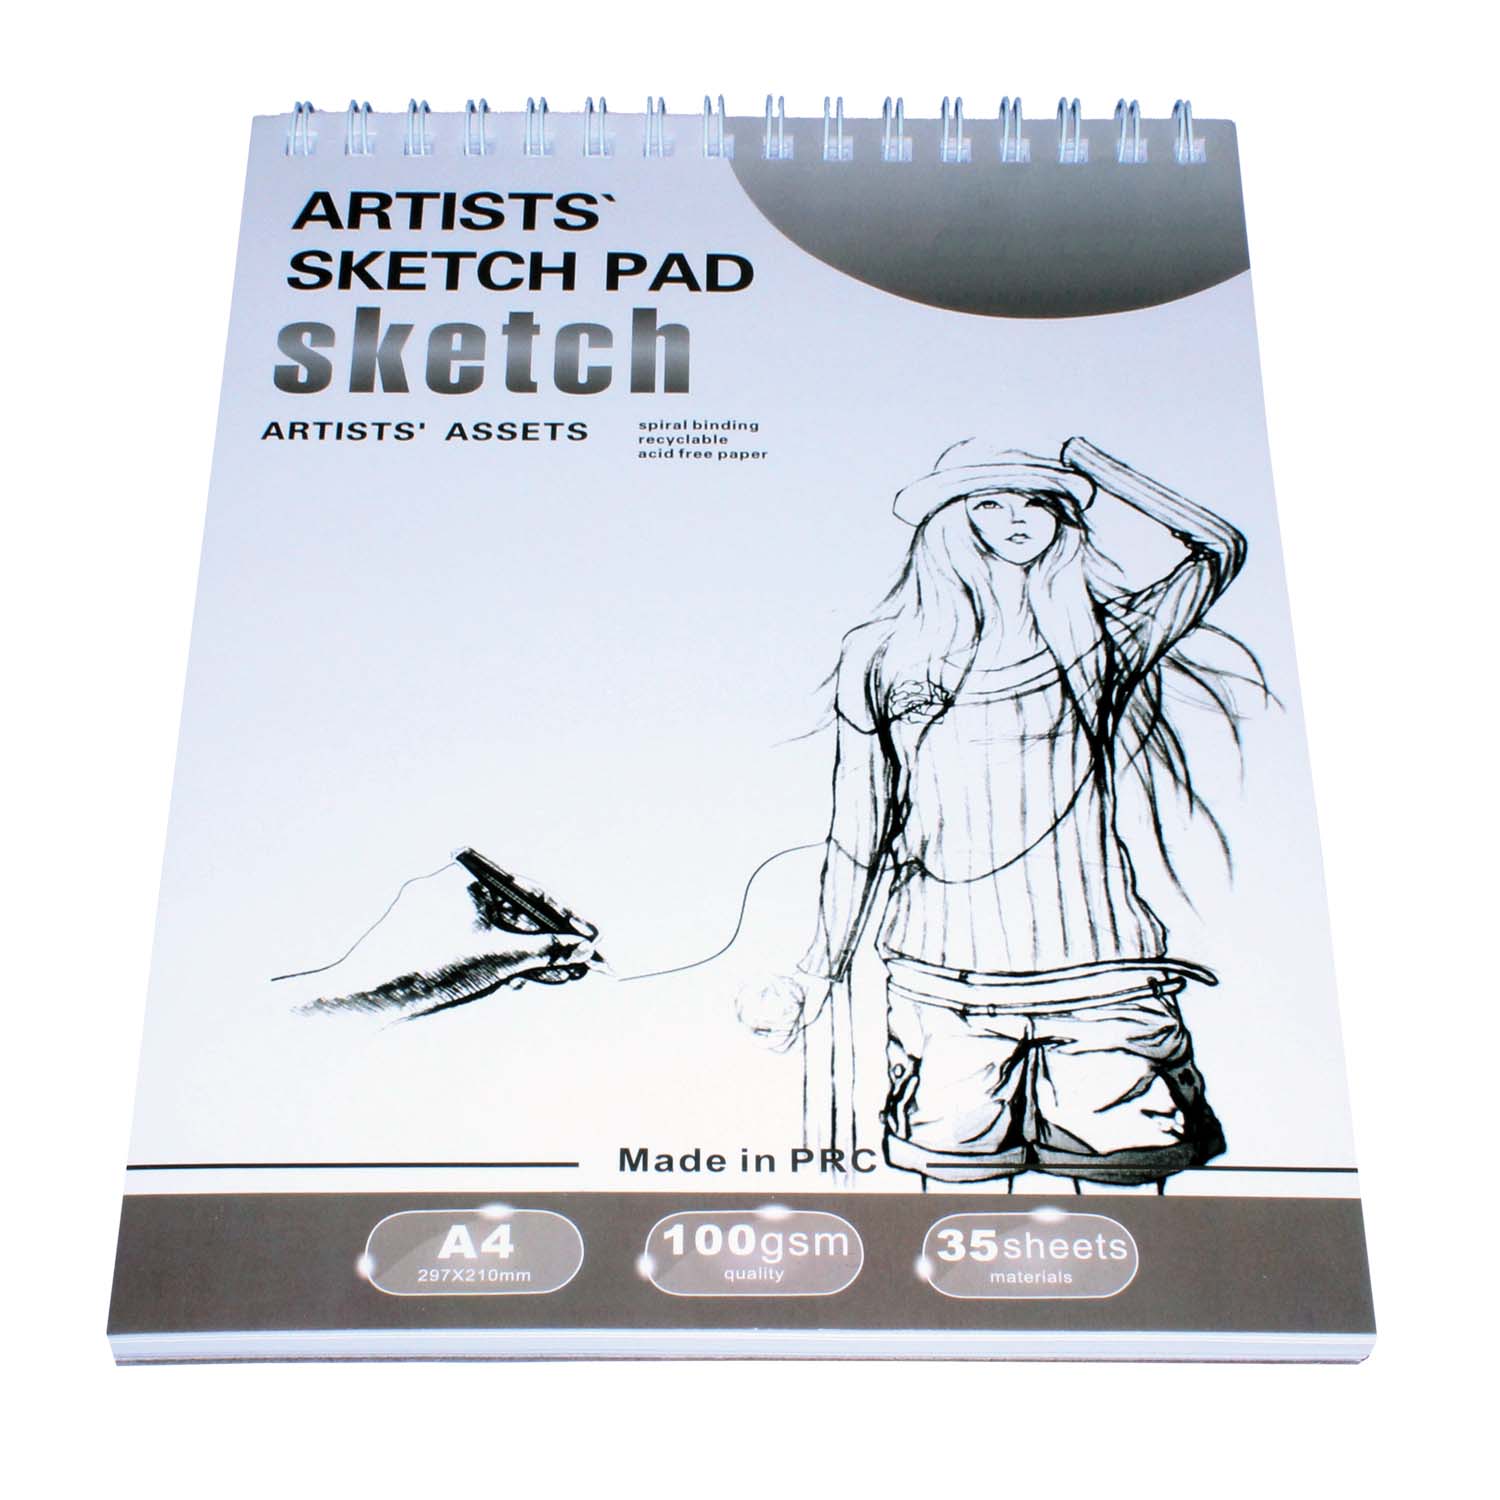 ARTISTS`
SKETCH PAD
sketch
ARTISTS' ASSETS
spiral binding
recyclable
acid free paper
Made in PRC
A4
297X210mm
100gsm
quality
35sheets
materials